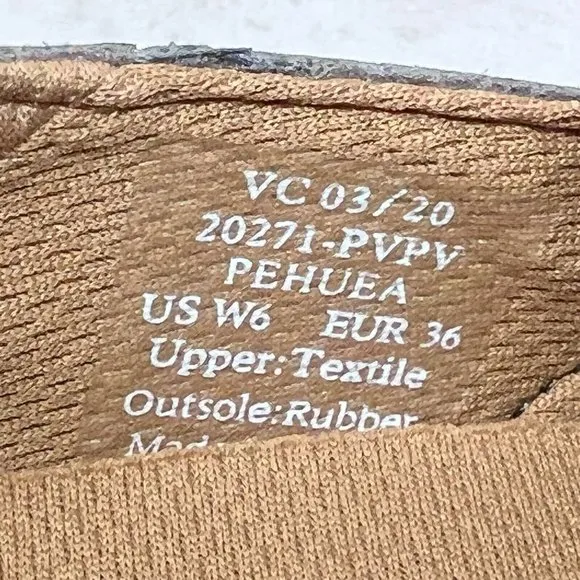 VC 03/20
20271-PVPV
PEHUEA
US W6 EUR 36
Upper:Textile
Outsole:Rubber